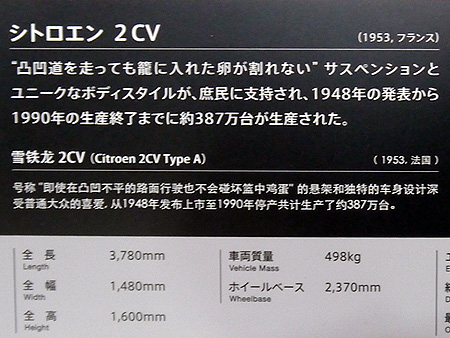 シトロエン 2CV (1953, フランス)
“凸凹道を走っても籠に入れた卵が割れない” サスペンションと
ユニークなボディスタイルが、庶民に支持され、1948年の発表から
1990年の生産終了までに約387万台が生産された。
雪铁龙 2CV (Citroen 2CV Type A) (1953, 法国)
号称 “即使在凸凹不平的路面行驶也不会碰坏篮中鸡蛋” 的悬架和独特的车身设计深
受普通大众的喜爱，从1948年发布上市至1990年停产共计生产了约387万台。
全 長 3,780mm 車両質量 498kg
Length Vehicle Mass
全 幅 1,480mm ホイールベース 2,370mm
Width Wheelbase
全 高 1,600mm
Height